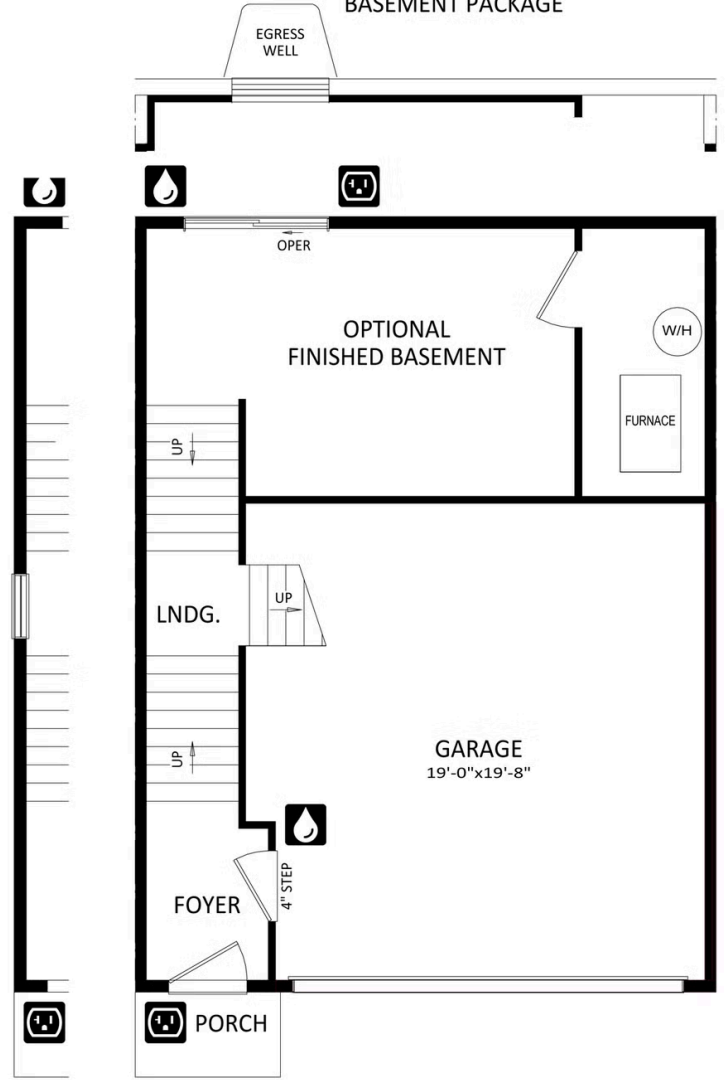 BASEMENT PACKAGE
EGRESS
WELL
OPER
OPTIONAL
FINISHED BASEMENT
W/H
FURNACE
UP
UP
LNDG.
UP
GARAGE
19'-0"x19'-8"
4" STEP
FOYER
PORCH